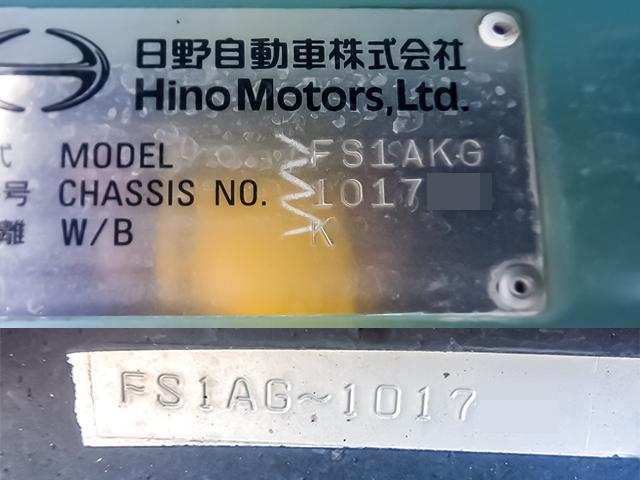 日野自動車株式会社
Hino Motors, Ltd.
式 MODEL FS1AKG
号 CHASSIS NO. 1017
離 W/B K
FS1AG~1017